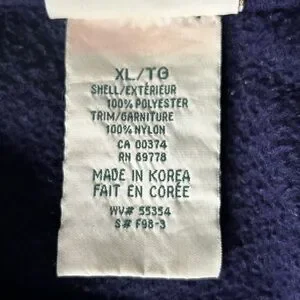 XL/TG
SHELL/EXTÉRIEUR
100% POLYESTER
TRIM/GARNITURE
100% NYLON
CA 00374
RN 69778
MADE IN KOREA
FAIT EN CORÉE
WV# 55354
S# F98-3